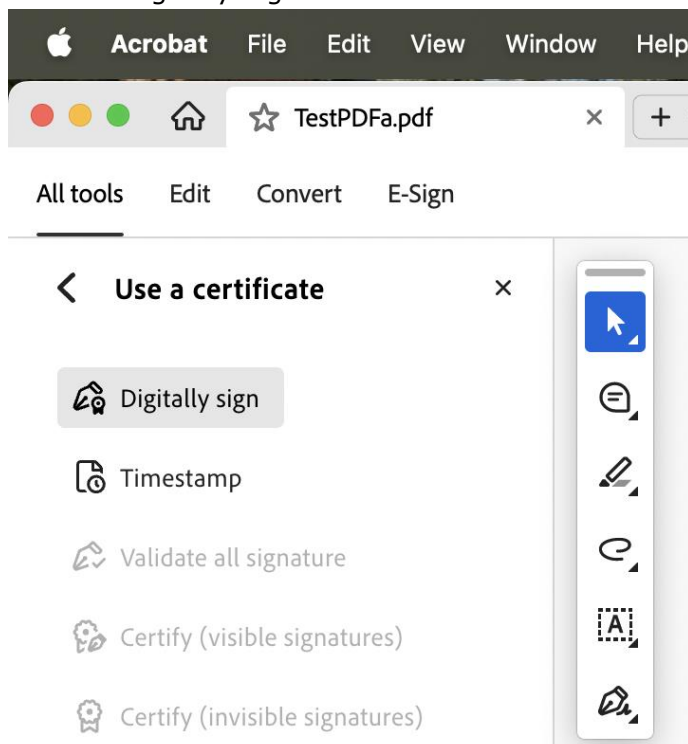 Acrobat File Edit View Window Help
TestPDFa.pdf
All tools Edit Convert E-Sign
Use a certificate
Digitally sign
Timestamp
Validate all signature
Certify (visible signatures)
Certify (invisible signatures)
A